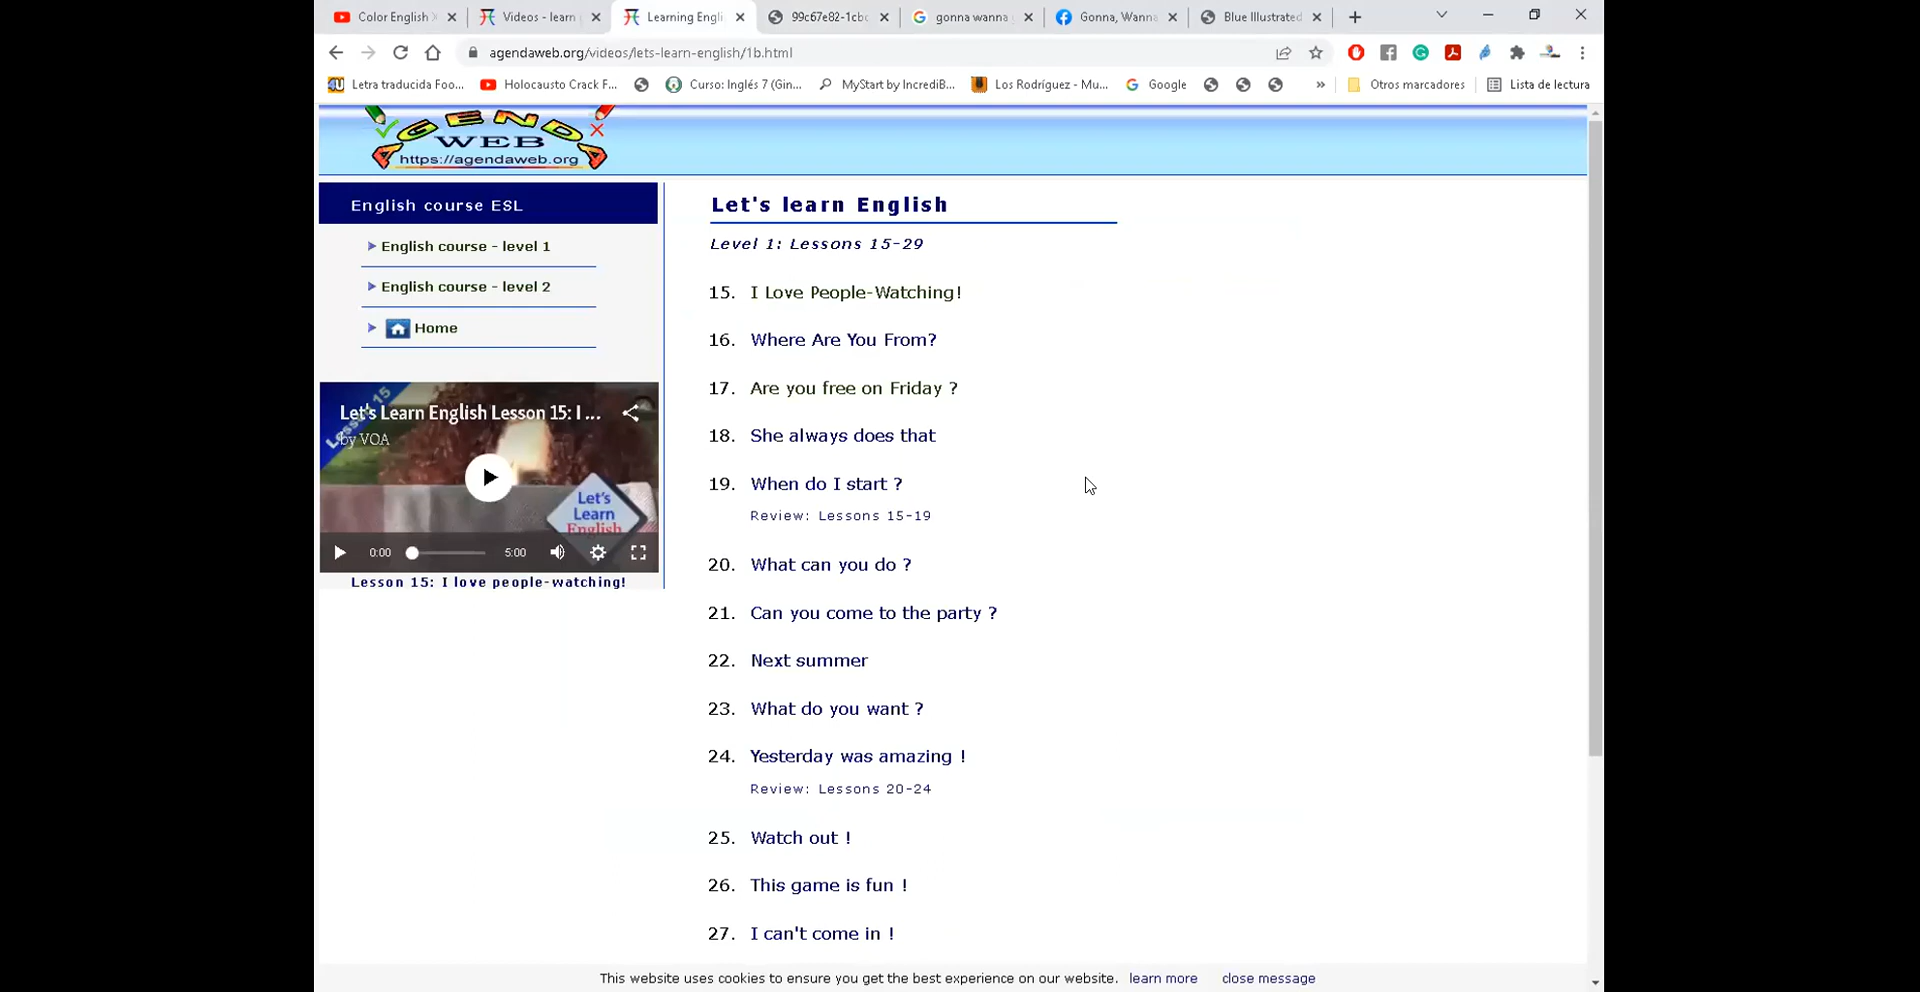 Color English
Videos - learn
Learning Engli
99c67e82-1cbc
gonna wanna
Gonna, Wanna
Blue Illustrated
agendaweb.org/videos/lets-learn-english/1b.html
Letra traducida Foo...
Holocausto Crack F...
Curso: Inglés 7 (Gin...
MyStart by IncrediB...
Los Rodríguez - Mu...
Google
»
Otros marcadores
Lista de lectura
AGENDA
WEB
https://agendaweb.org
English course ESL
English course - level 1
English course - level 2
Home
Lesson 15
Let's Learn English Lesson 15: I ...
by VOA
Let's
Learn
English
0:00
5:00
Lesson 15: I love people-watching!
Let's learn English
Level 1: Lessons 15-29
15. I Love People-Watching!
16. Where Are You From?
17. Are you free on Friday ?
18. She always does that
19. When do I start ?
Review: Lessons 15-19
20. What can you do ?
21. Can you come to the party ?
22. Next summer
23. What do you want ?
24. Yesterday was amazing !
Review: Lessons 20-24
25. Watch out !
26. This game is fun !
27. I can't come in !
This website uses cookies to ensure you get the best experience on our website. learn more close message